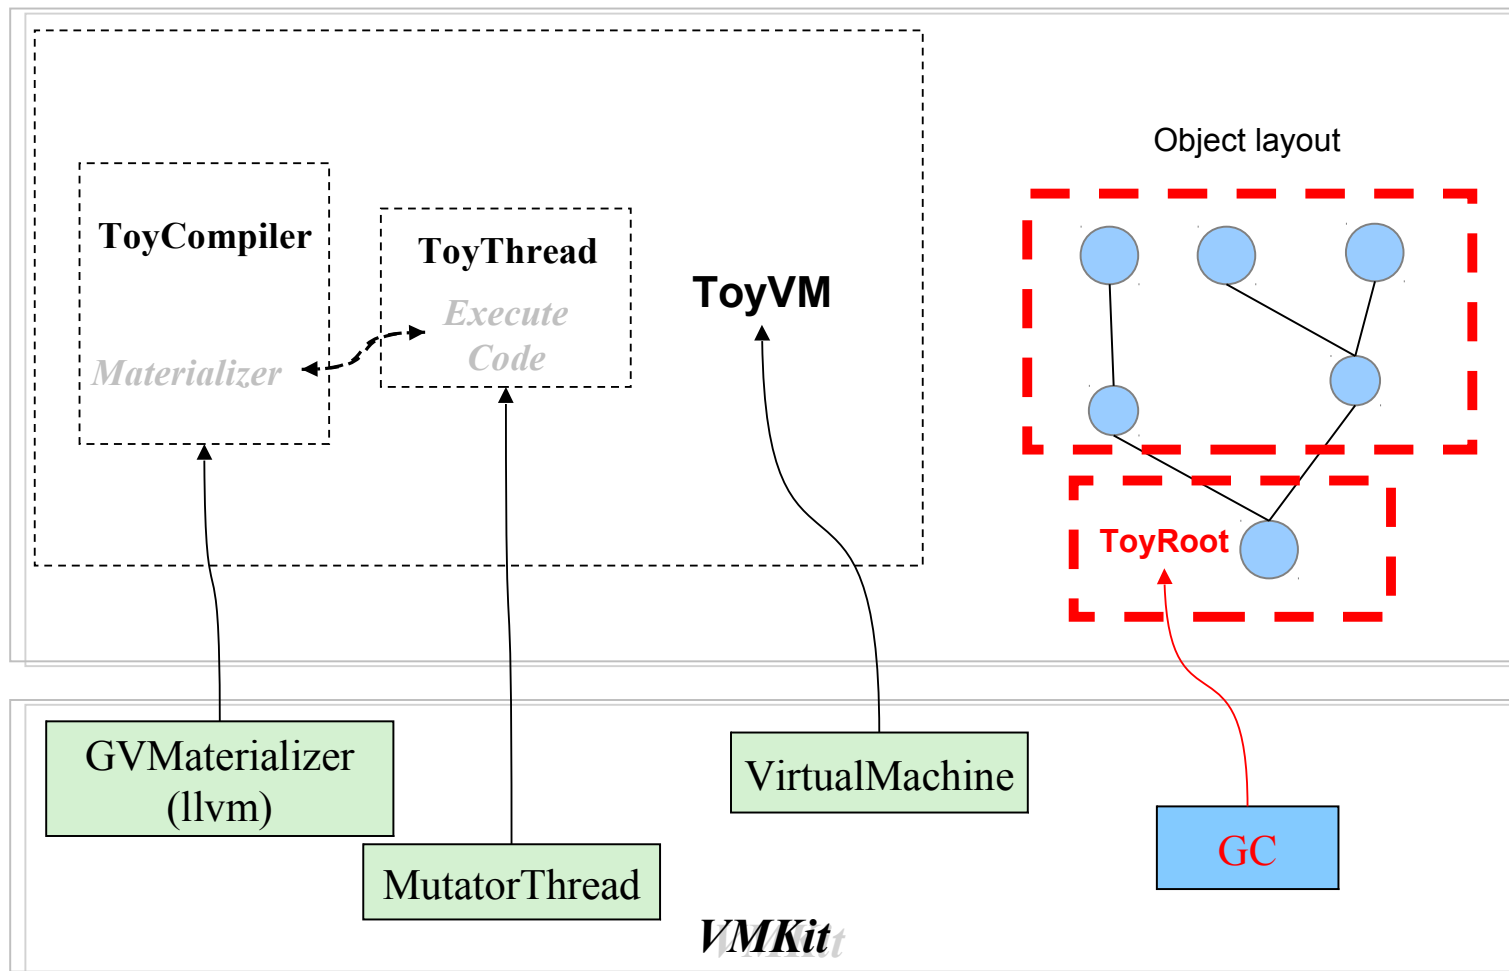 Object layout
ToyCompiler
ToyThread
ToyVM
Execute
Code
Materializer
ToyRoot
GVMaterializer
(llvm)
VirtualMachine
GC
MutatorThread
VMKit